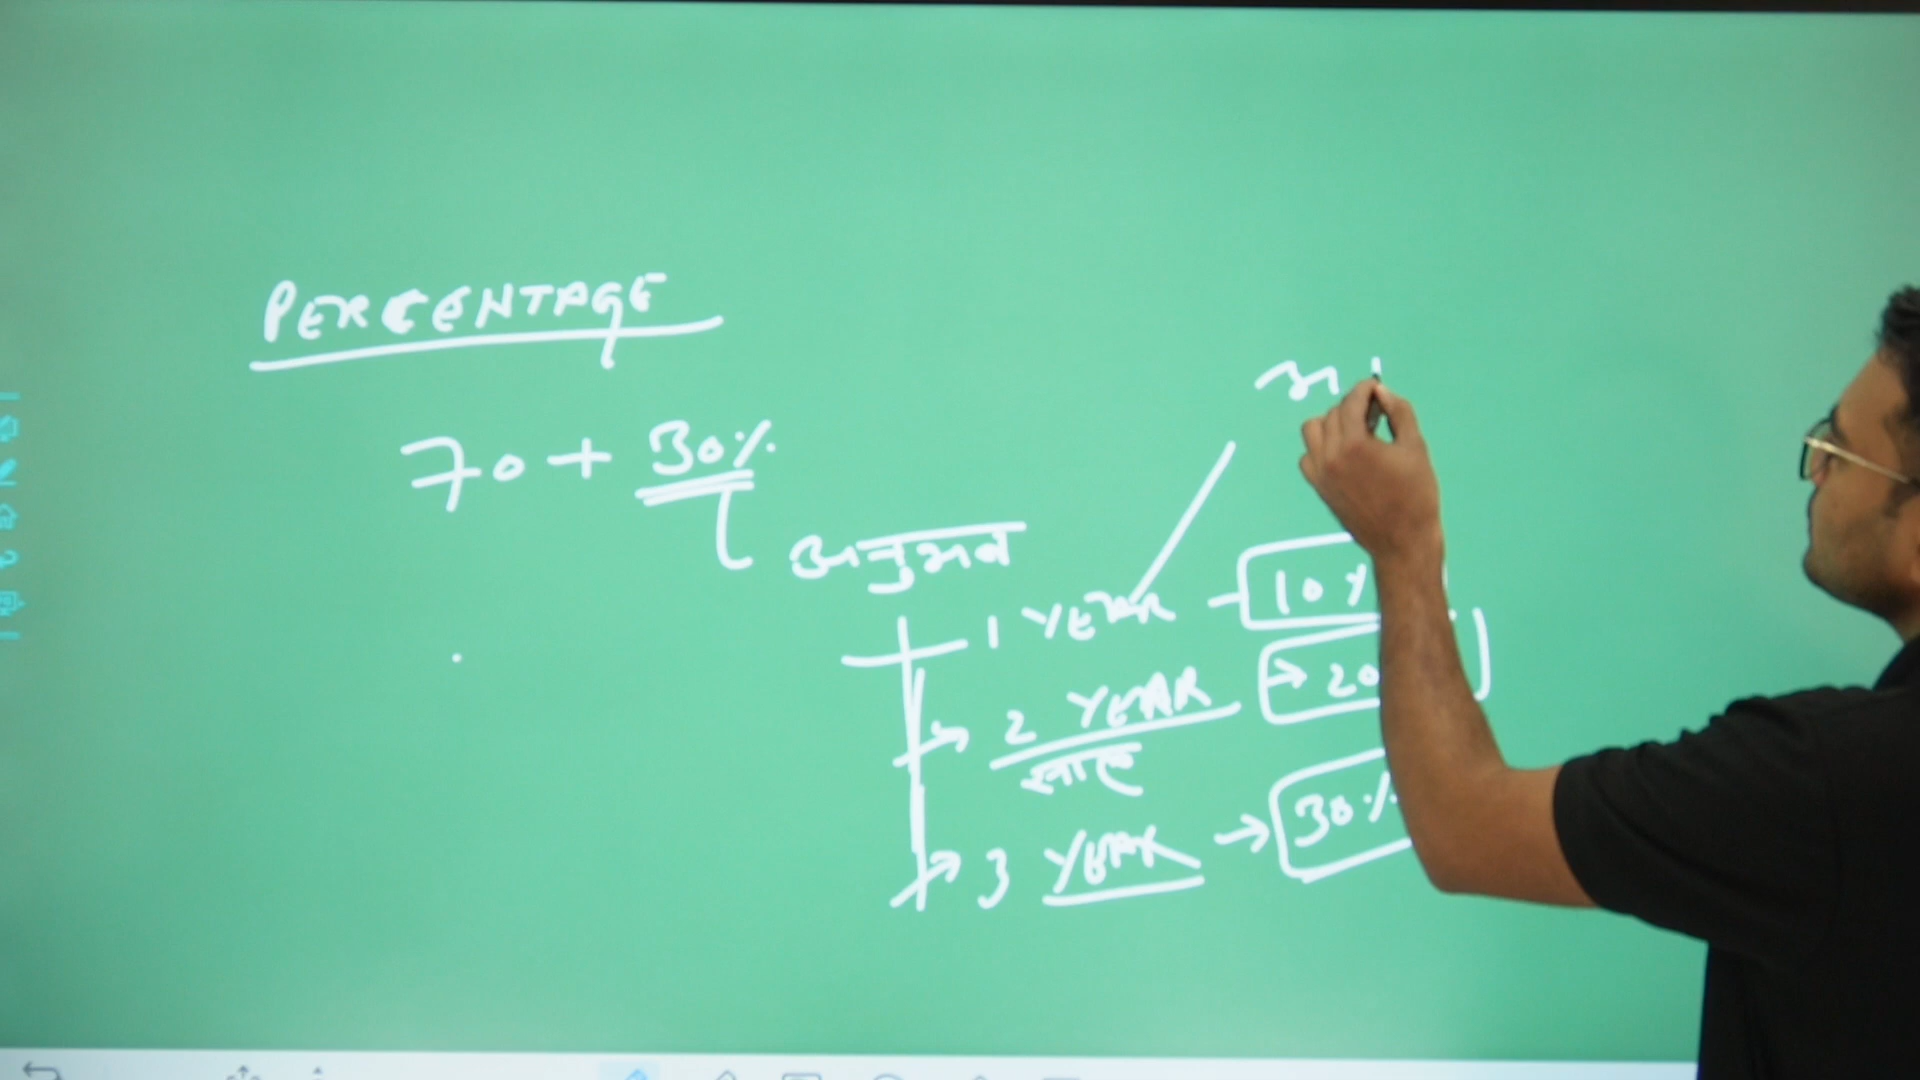 PERCENTAGE
70 + 30%
अनुभव
1 YEAR - 10%
2 YEAR → 20
साल
3 YEAR → 30%